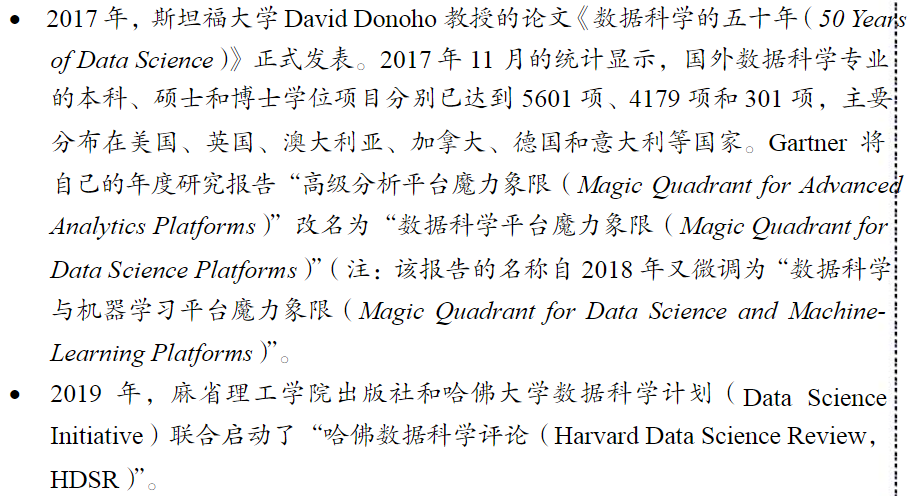 • 2017 年，斯坦福大学 David Donoho 教授的论文《数据科学的五十年（50 Years
of Data Science）》正式发表。2017 年 11 月的统计显示，国外数据科学专业
的本科、硕士和博士学位项目分别已达到 5601 项、4179 项和 301 项，主要
分布在美国、英国、澳大利亚、加拿大、德国和意大利等国家。Gartner 将
自己的年度研究报告“高级分析平台魔力象限（Magic Quadrant for Advanced
Analytics Platforms）”改名为“数据科学平台魔力象限（Magic Quadrant for
Data Science Platforms）”（注：该报告的名称自 2018 年又微调为“数据科学
与机器学习平台魔力象限（Magic Quadrant for Data Science and Machine-
Learning Platforms）”。
• 2019 年，麻省理工学院出版社和哈佛大学数据科学计划（Data Science
Initiative）联合启动了“哈佛数据科学评论（Harvard Data Science Review，
HDSR）”。